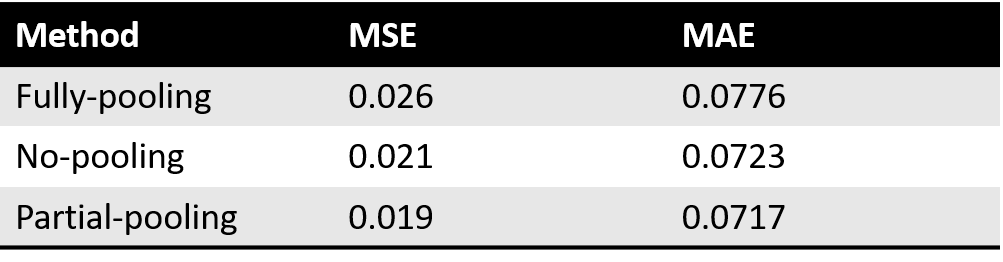 Method MSE MAE
Fully-pooling 0.026 0.0776
No-pooling 0.021 0.0723
Partial-pooling 0.019 0.0717